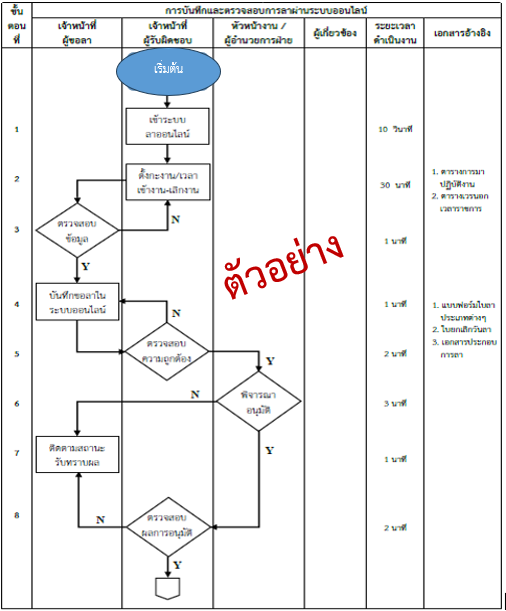 การบันทึกและตรวจสอบการลาผ่านระบบออนไลน์
ขั้น
ตอน
ที่
เจ้าหน้าที่
ผู้ขอลา
เจ้าหน้าที่
ผู้รับผิดชอบ
หัวหน้างาน /
ผู้อำนวยการฝ่าย
ผู้เกี่ยวข้อง
ระยะเวลา
ดำเนินงาน
เอกสารอ้างอิง
เริ่มต้น
1
เข้าระบบ
ลาออนไลน์
10 วินาที
2
ตั้งกะงาน/เวลา
เข้างาน-เลิกงาน
30 นาที
1. ตารางการมา
ปฏิบัติงาน
2. ตารางเวรนอก
เวลาราชการ
N
3
ตรวจสอบ
ข้อมูล
1 นาที
Y
ตัวอย่าง
4
บันทึกขอลาใน
ระบบออนไลน์
N
1 นาที
1. แบบฟอร์มใบลา
ประเภทต่างๆ
2. ใบยกเลิกวันลา
3. เอกสารประกอบ
การลา
5
ตรวจสอบ
ความถูกต้อง
Y
2 นาที
6
N
พิจารณา
อนุมัติ
3 นาที
7
ติดตามสถานะ
รับทราบผล
Y
1 นาที
8
N
ตรวจสอบ
ผลการอนุมัติ
2 นาที
Y